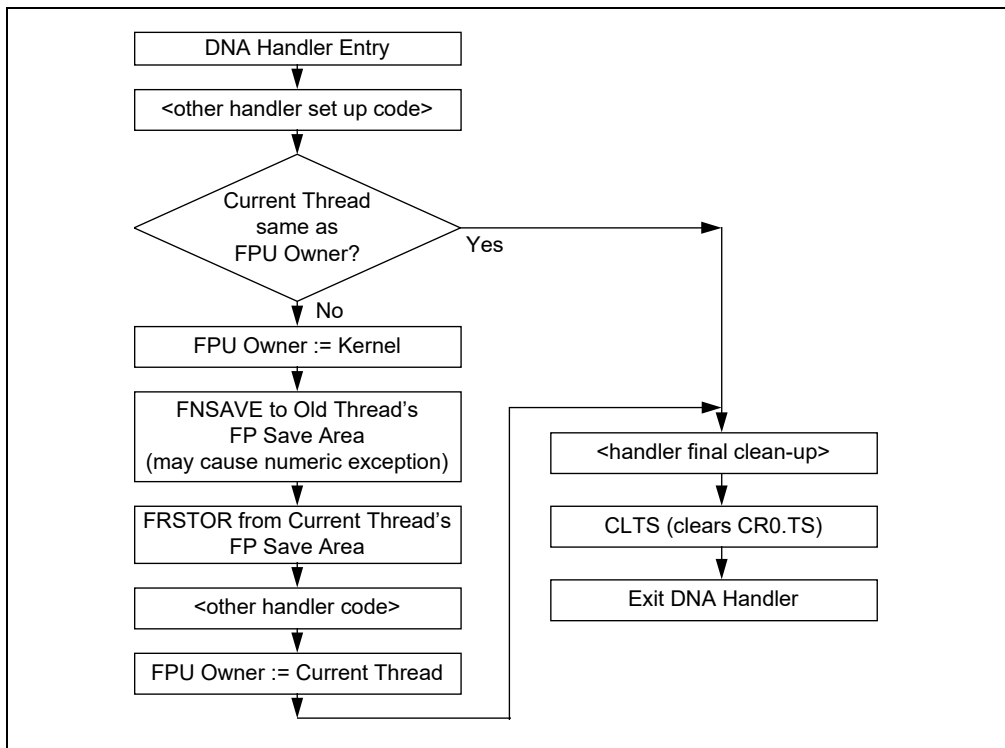 DNA Handler Entry
<other handler set up code>
Current Thread
same as
FPU Owner?
Yes
No
FPU Owner := Kernel
FNSAVE to Old Thread's
FP Save Area
(may cause numeric exception)
FRSTOR from Current Thread's
FP Save Area
<other handler code>
FPU Owner := Current Thread
<handler final clean-up>
CLTS (clears CR0.TS)
Exit DNA Handler